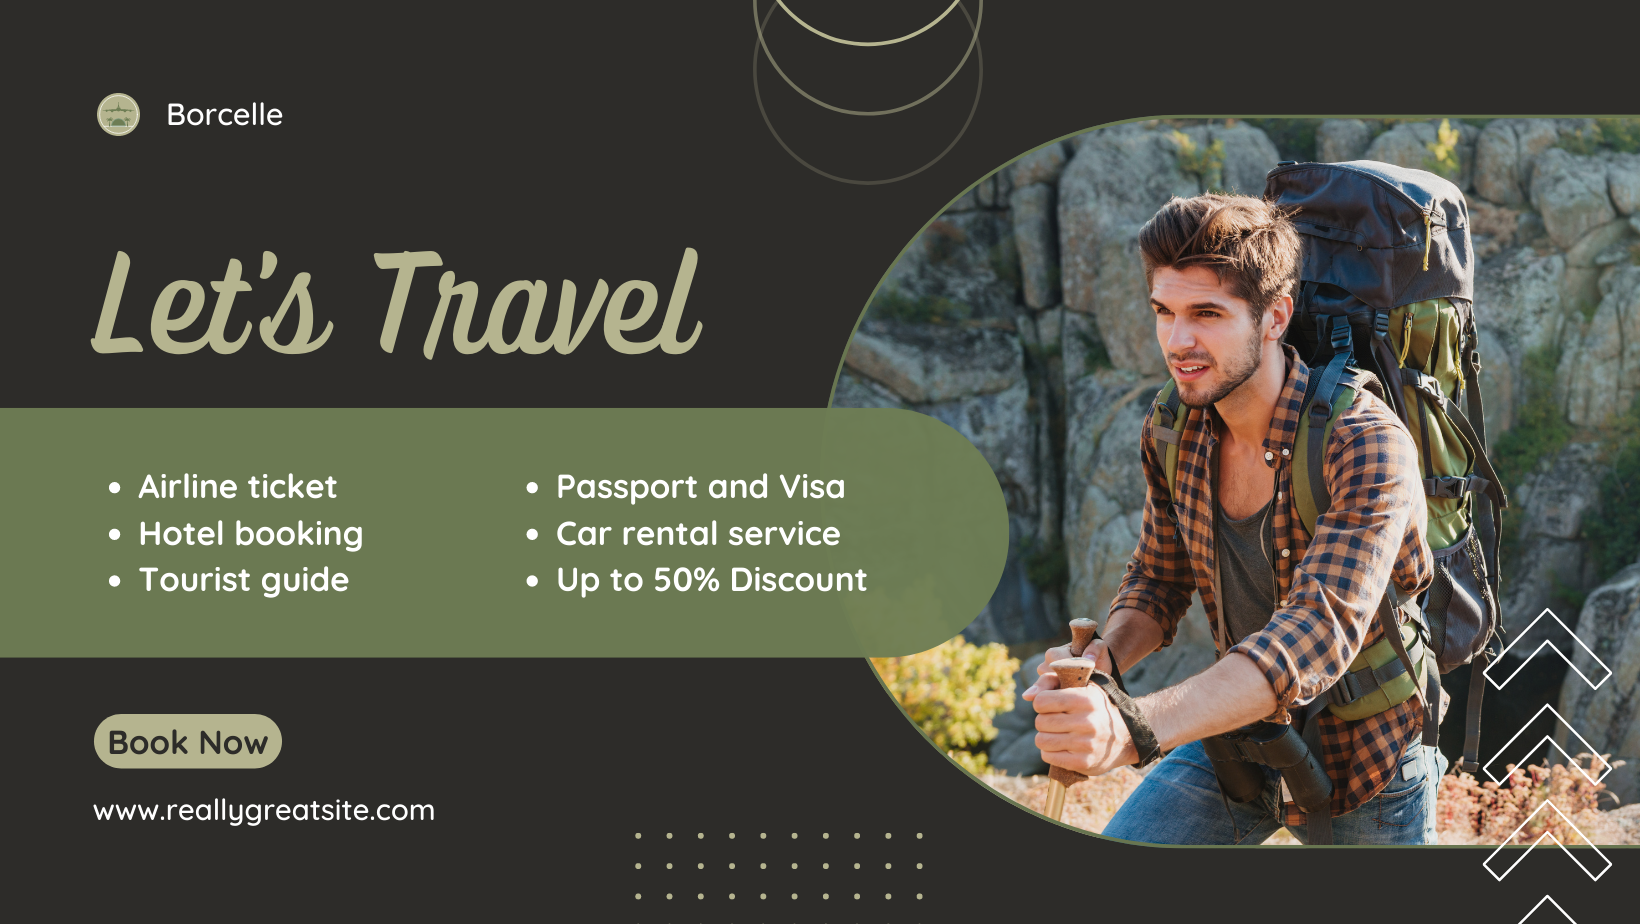 Borcelle
Let's Travel
Airline ticket
Hotel booking
Tourist guide
Passport and Visa
Car rental service
Up to 50% Discount
Book Now
www.reallygreatsite.com